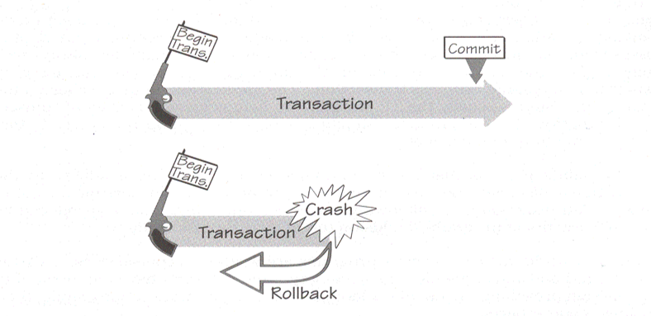 Begin
Trans.
Commit
Transaction
Begin
Trans.
Crash
Transaction
Rollback